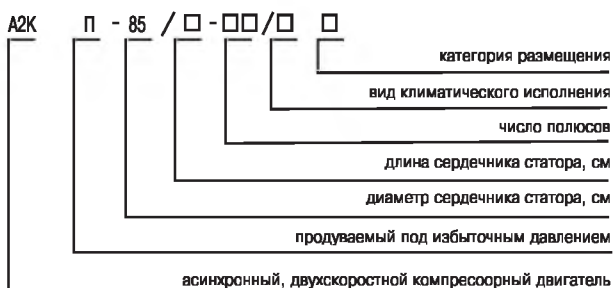 А2К П - 85 / □ - □□ / □ □
категория размещения
вид климатического исполнения
число полюсов
длина сердечника статора, см
диаметр сердечника статора, см
продуваемый под избыточным давлением
асинхронный, двухскоростной компресоорный двигатель